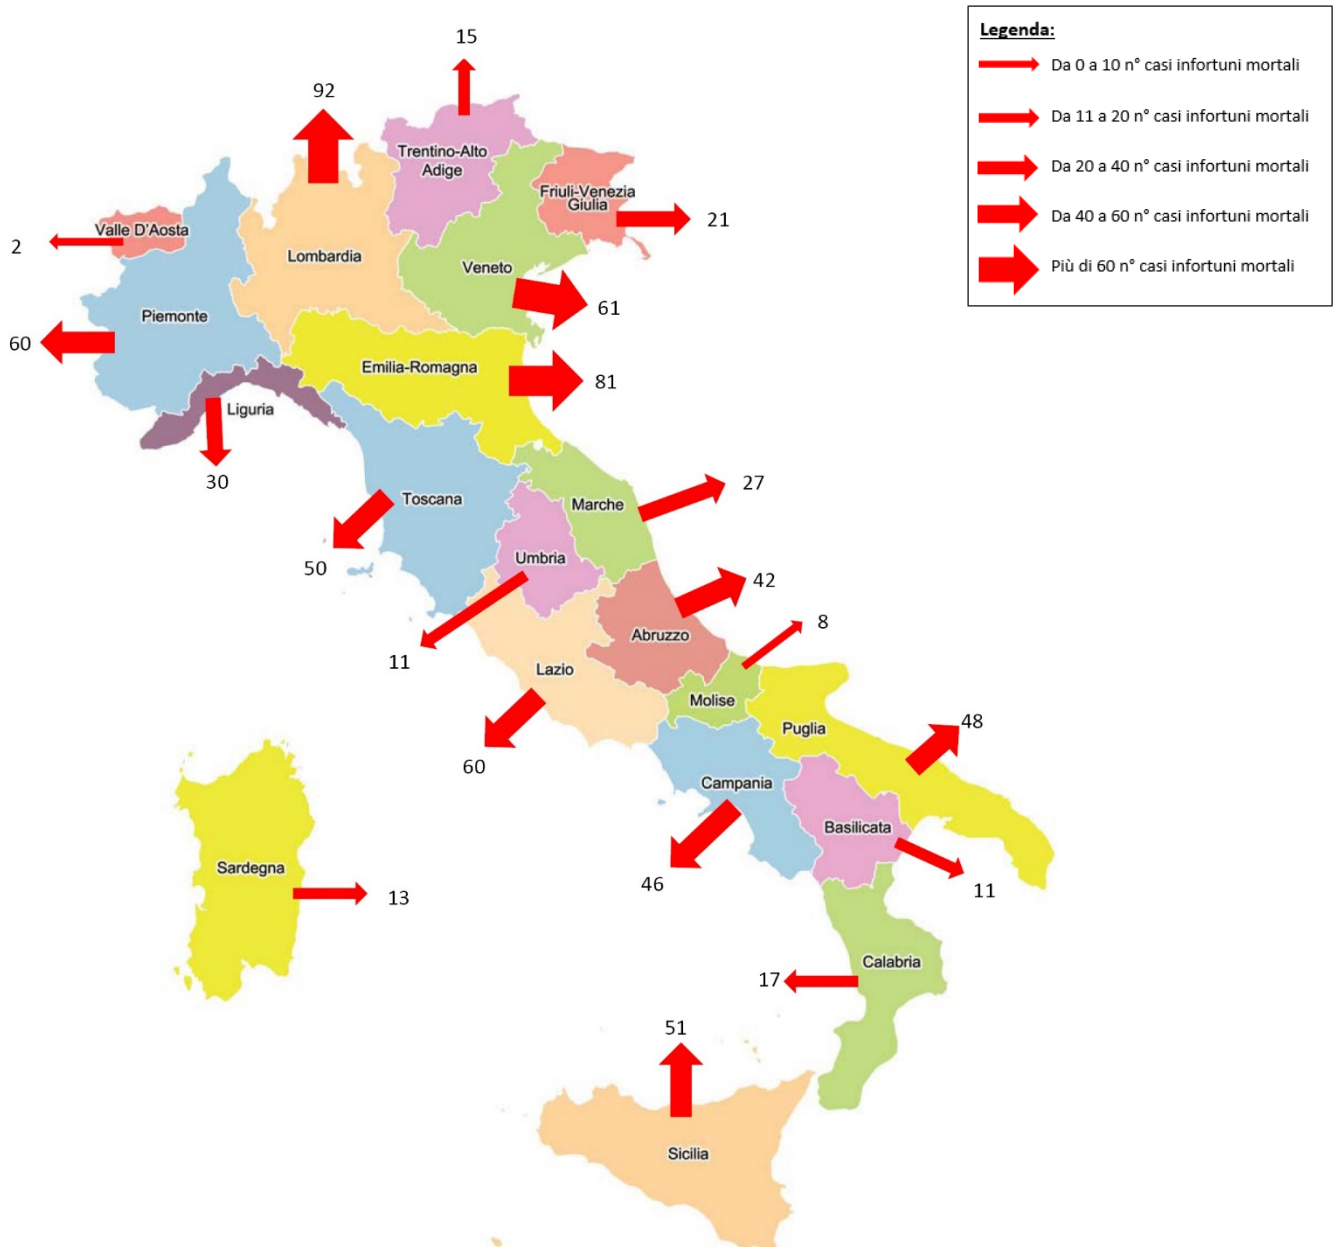 Legenda:
Da 0 a 10 n° casi infortuni mortali
Da 11 a 20 n° casi infortuni mortali
Da 20 a 40 n° casi infortuni mortali
Da 40 a 60 n° casi infortuni mortali
Più di 60 n° casi infortuni mortali
15
92
Trentino-Alto
Adige
Friuli-Venezia
Giulia
21
Valle D'Aosta
2
Lombardia
Veneto
61
Piemonte
60
Emilia-Romagna
81
Liguria
30
Toscana
50
Marche
27
Umbria
11
42
Abruzzo
8
Lazio
60
Molise
Puglia
48
Campania
46
Basilicata
11
Sardegna
13
Calabria
17
51
Sicilia